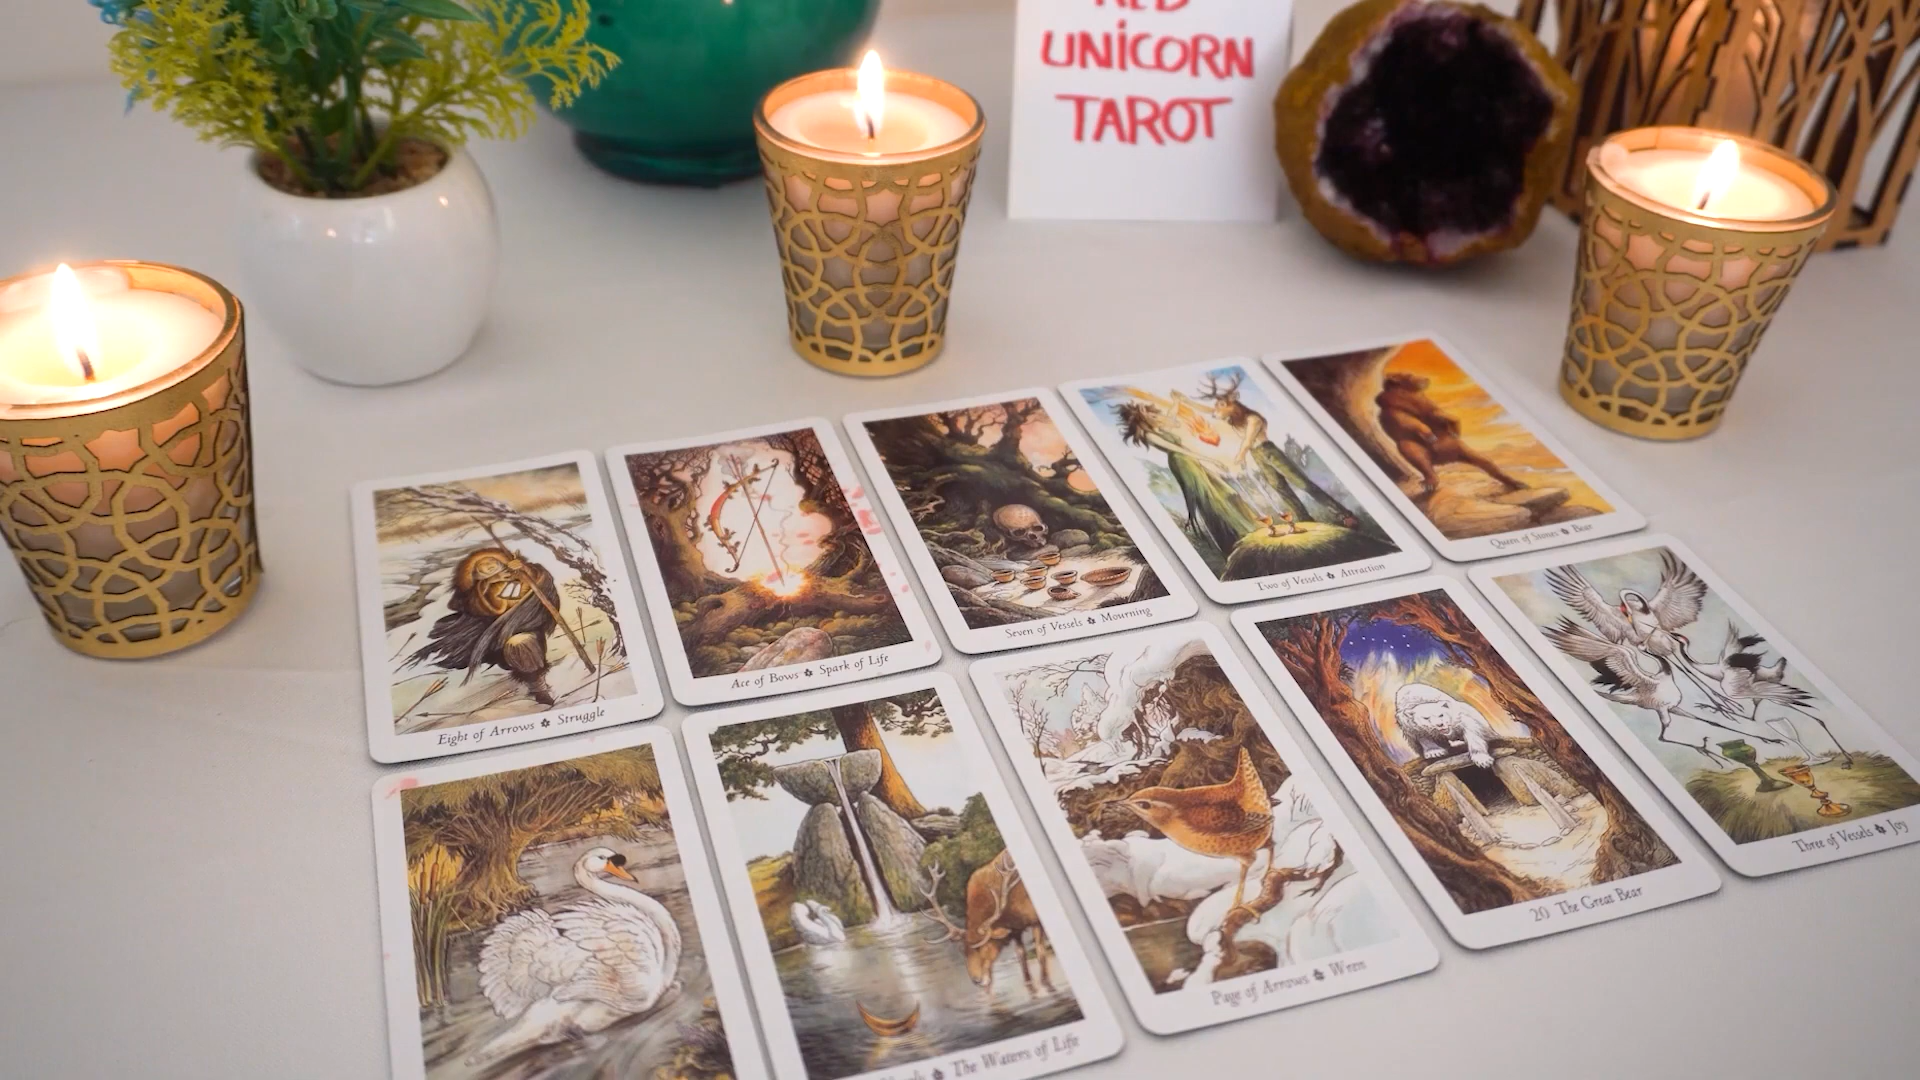 RED
UNICORN
TAROT
Eight of Arrows Struggle
Ace of Bows Spark of Life
Seven of Vessels Mourning
Two of Vessels Attraction
Queen of Stones Bear
The Waters of Life
Page of Arrows Wren
20 The Great Bear
Three of Vessels Joy